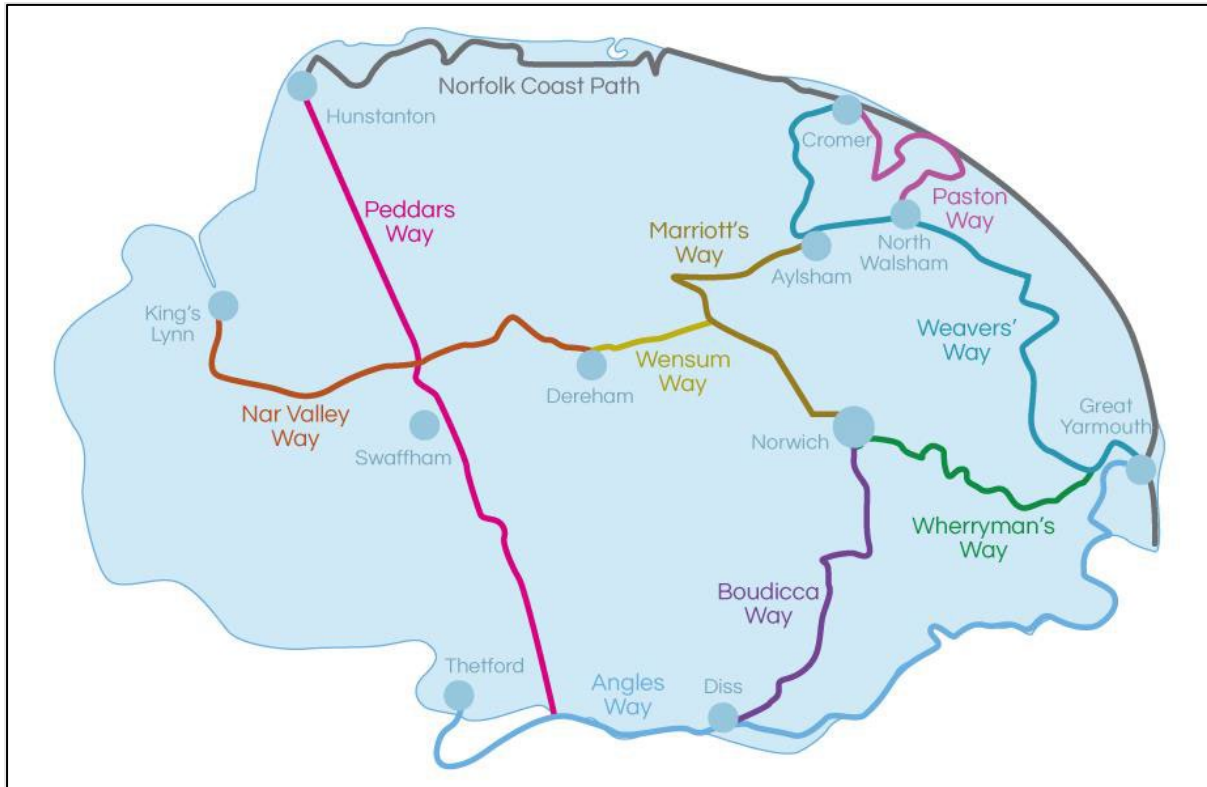 Norfolk Coast Path
Hunstanton
Cromer
Peddars
Way
Paston
Way
Marriott's
Way
North
Walsham
Aylsham
King's
Lynn
Weavers'
Way
Wensum
Way
Dereham
Nar Valley
Way
Great
Yarmouth
Swaffham
Norwich
Wherryman's
Way
Boudicca
Way
Thetford
Angles
Way
Diss